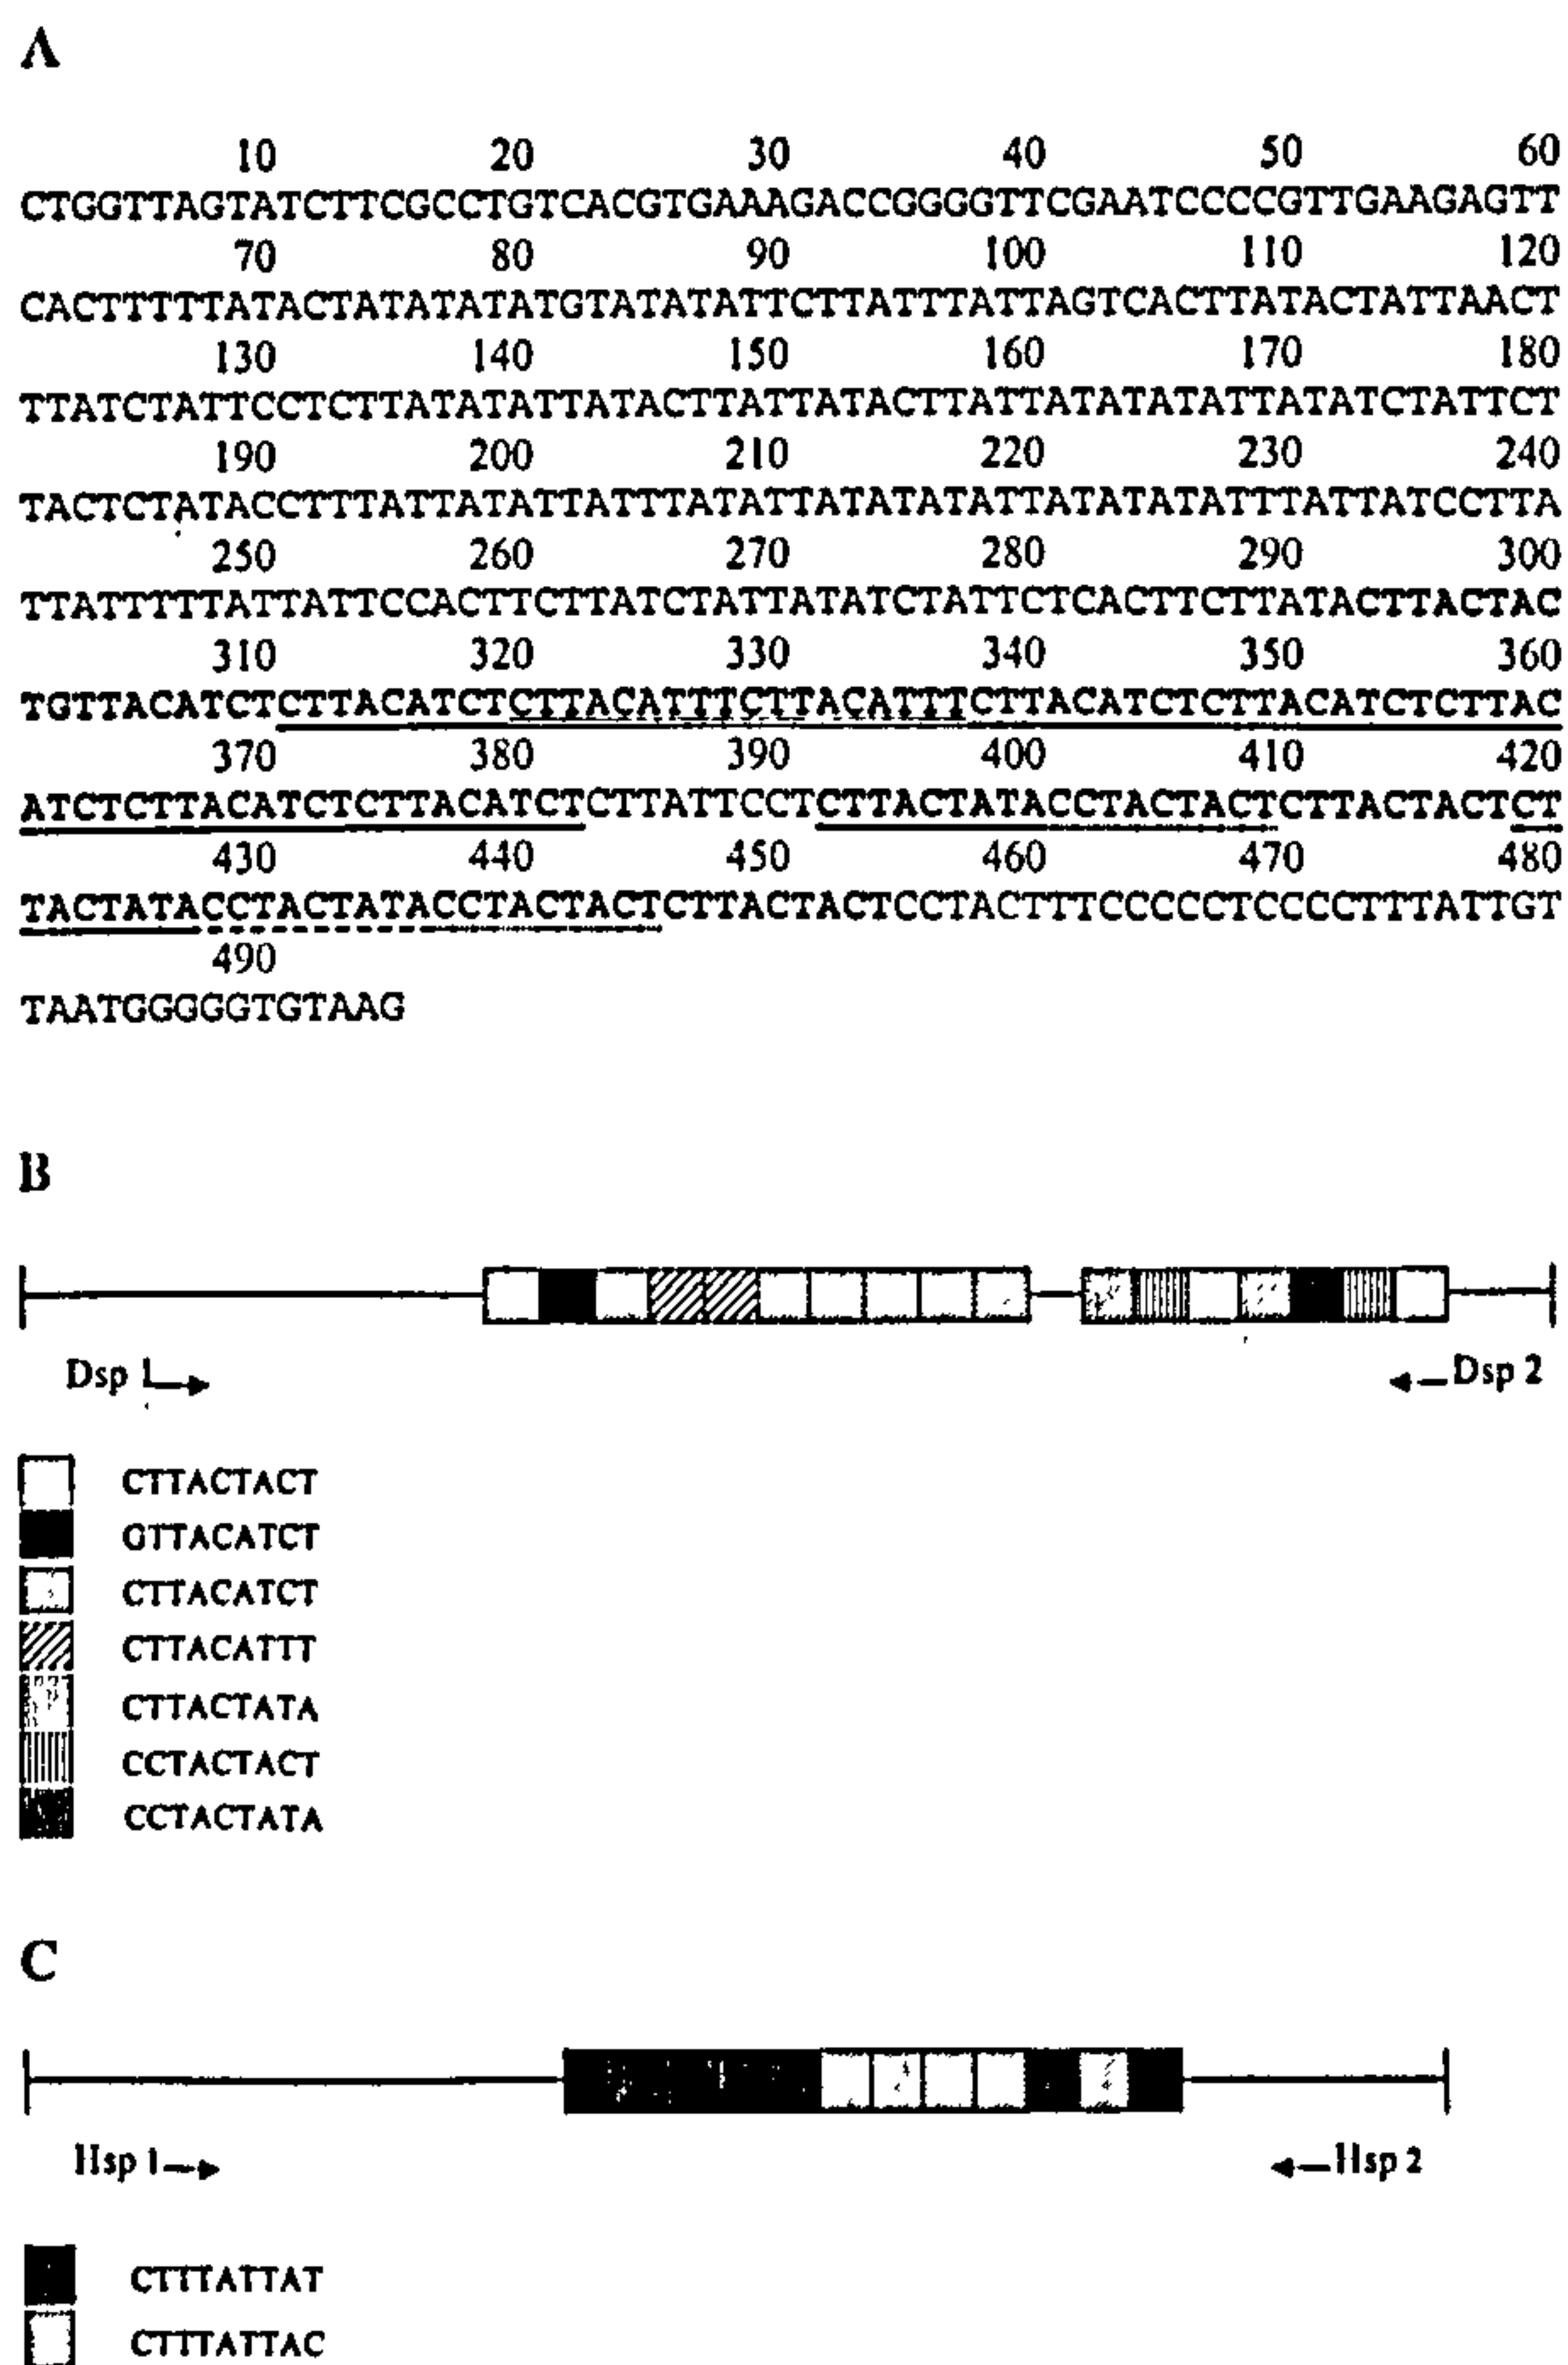 A
10 20 30 40 50 60
CTGGTTAGTATCTTCGCCTGTCACGTGAAAGACCGGGGTTCGAATCCCCGTTGAAGAGTT
70 80 90 100 110 120
CACTTTTTATACTATATATATGTATATATTCTTATTTATTAGTCACTTATACTATTAACT
130 140 150 160 170 180
TTATCTATTCCTCTTATATATTATACTTATTATACTTATTATATATATTATATCTATTCT
190 200 210 220 230 240
TACTCTATACCTTTATTATATTATTTATATTATATATATTATATATATTTATTATCCTTA
250 260 270 280 290 300
TTATTTTTATTATTCCACTTCTTATCTATTATATCTATTCTCACTTCTTATACTTACTAC
310 320 330 340 350 360
TGTTACATCTCTTACATCTCTTACATTTCTTACATTTCTTACATCTCTTACATCTCTTAC
370 380 390 400 410 420
ATCTCTTACATCTCTTACATCTCTTATTCCTCTTACTATACCTACTACTCTTACTACTCT
430 440 450 460 470 480
TACTATACCTACTATACCTACTACTCTTACTACTCCTACTTTCCCCCTCCCCTTTATTGT
490
TAATGGGGGTGTAAG
B
Dsp 1 Dsp 2
CTTACTACT
GTTACATCT
CTTACATCT
CTTACATTT
CTTACTATA
CCTACTACT
CCTACTATA
C
Hsp 1 Hsp 2
CTTTATTAT
CTTTATTAC